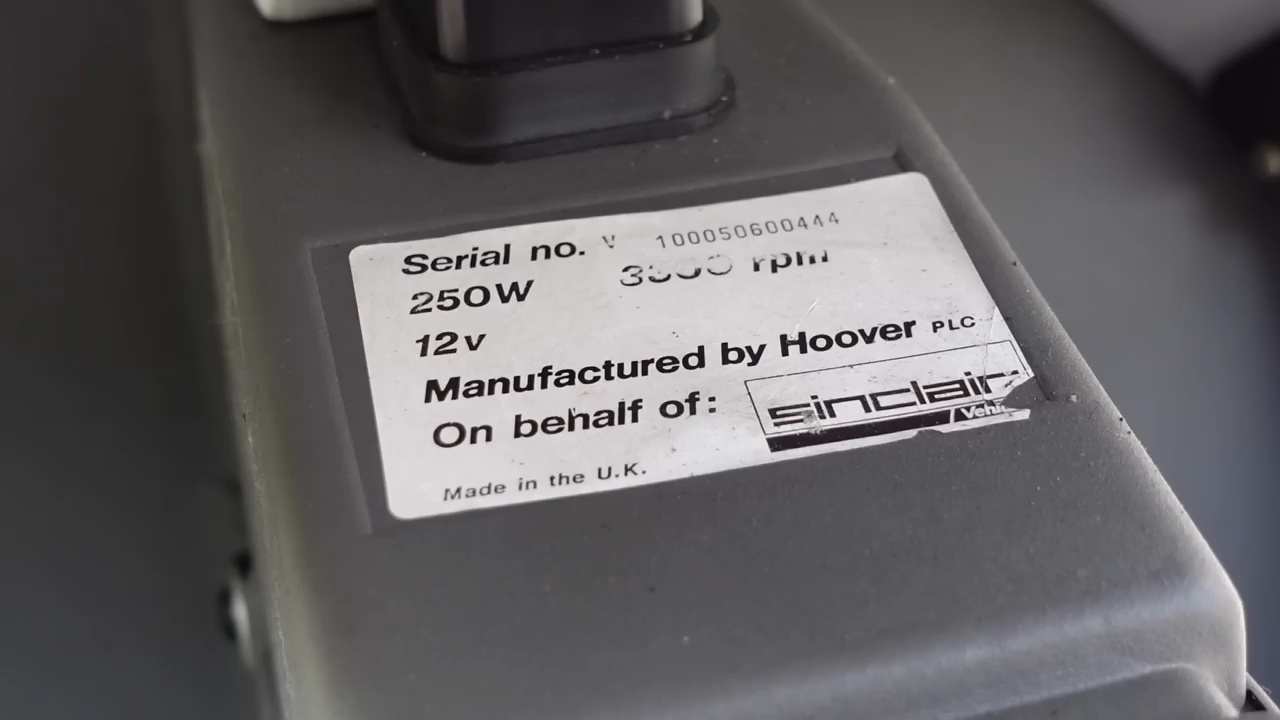 Serial no. V 100050600444
250W rpm
12v
Manufactured by Hoover PLC
On behalf of: sinclair
Made in the U.K.